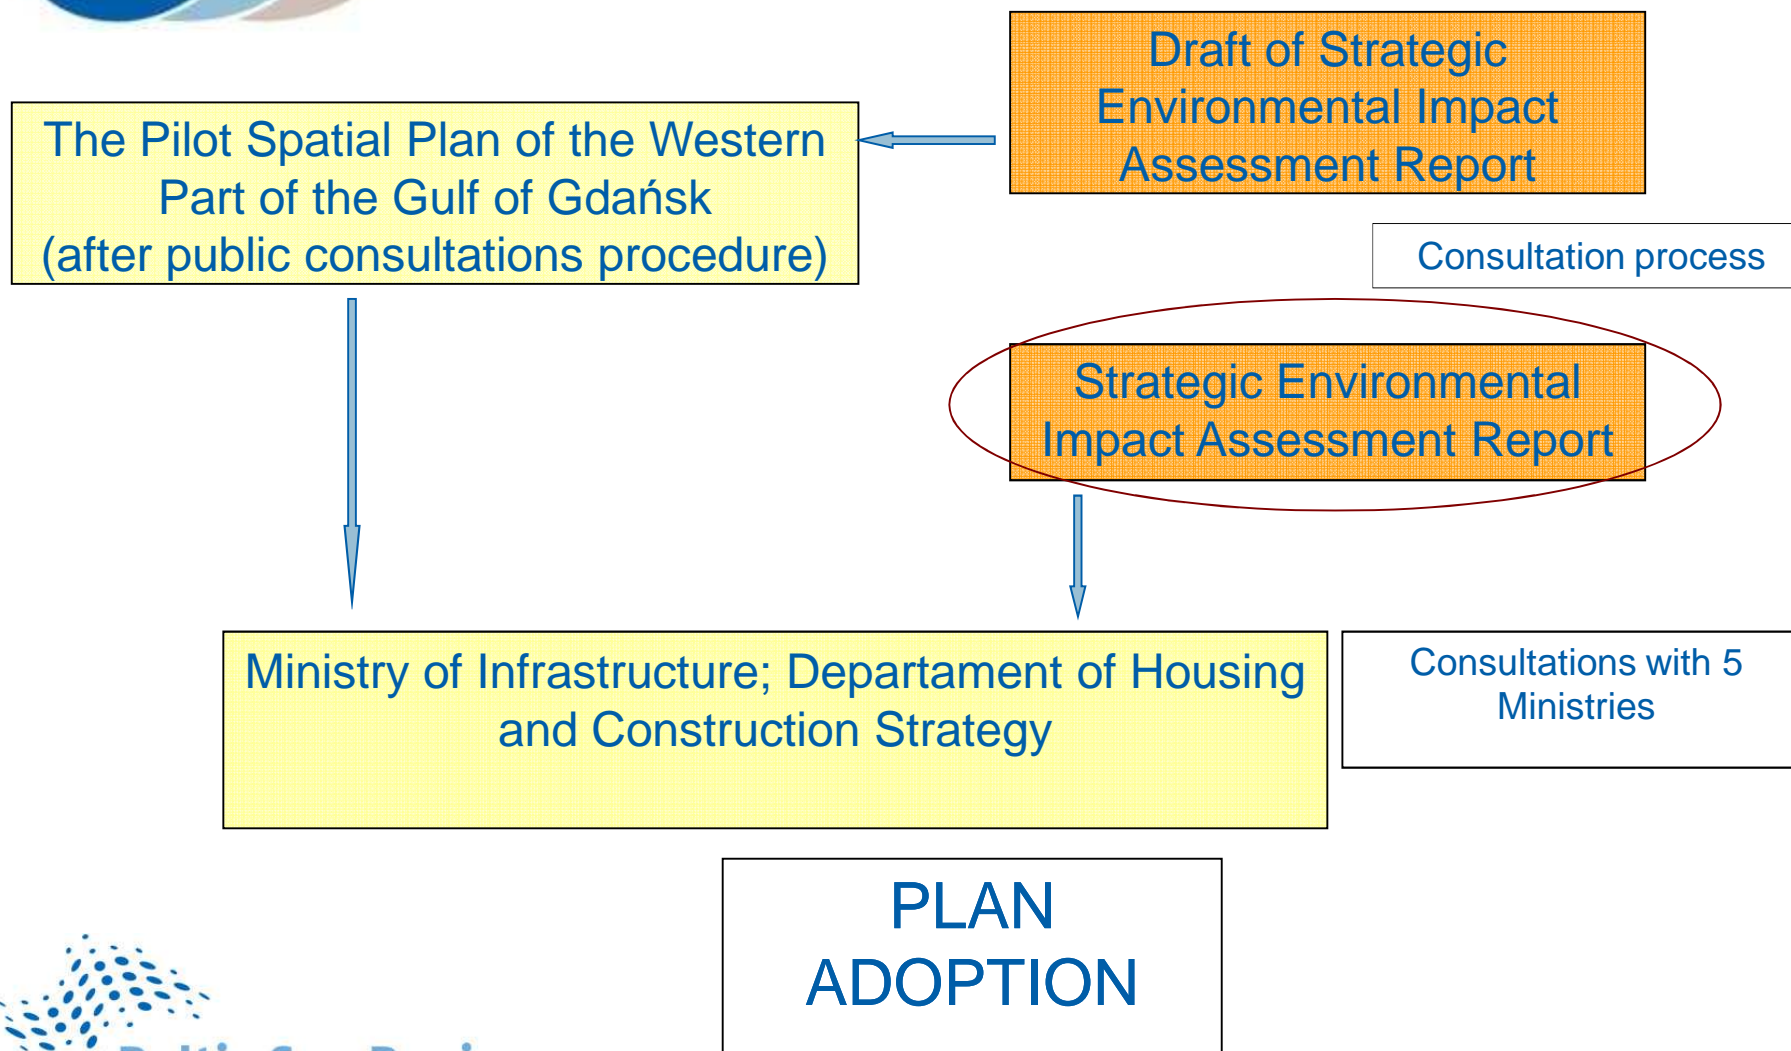 Draft of Strategic
Environmental Impact
Assessment Report
The Pilot Spatial Plan of the Western
Part of the Gulf of Gdańsk
(after public consultations procedure)
Consultation process
Strategic Environmental
Impact Assessment Report
Ministry of Infrastructure; Departament of Housing
and Construction Strategy
Consultations with 5
Ministries
PLAN
ADOPTION